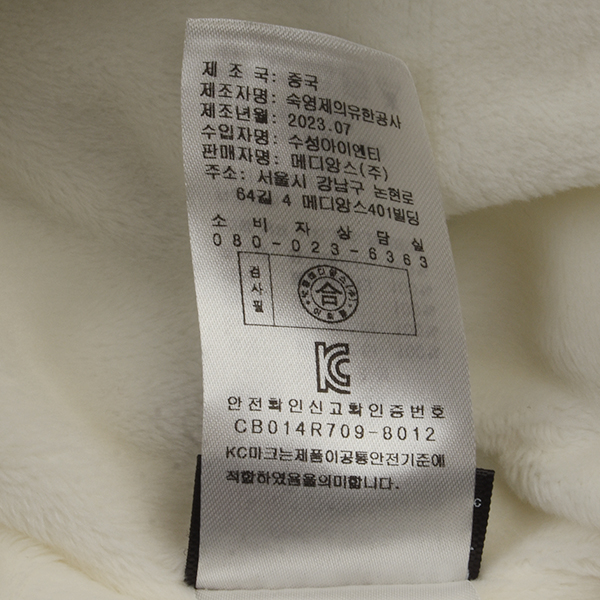 제 조 국: 중국
제조자명: 숙영제의유한공사
제조년월: 2023.07
수입자명: 수성아이엔티
판매자명: 메디앙스(주)
주소: 서울시 강남구 논현로
64길 4 메디앙스401빌딩
소 비 자 상 담 실
080-023-6363
검사필
합
KC
안전확인신고확인증번호
CB014R709-8012
KC마크는제품이공통안전기준에
적합하였음을의미합니다.